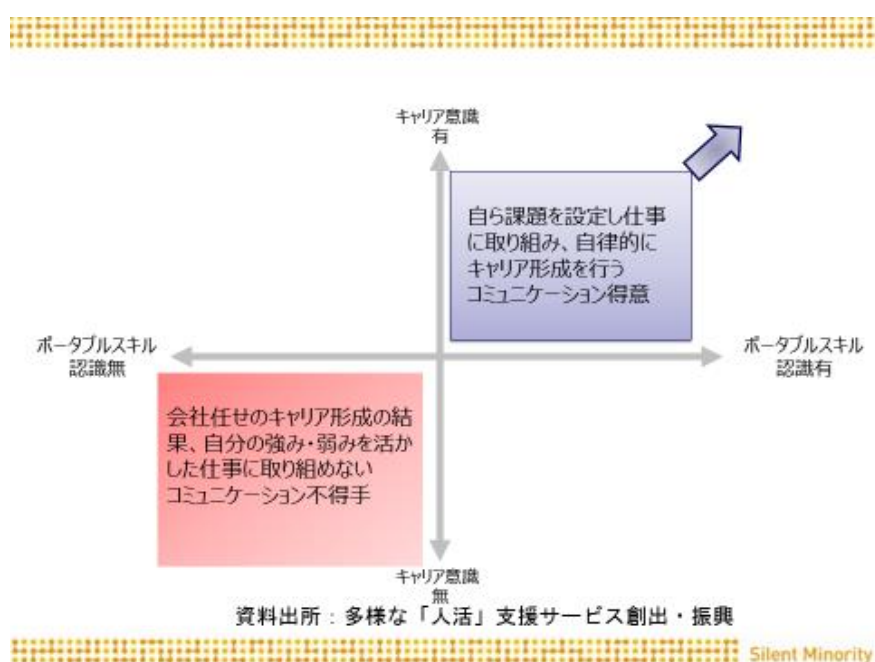 キャリア意識
有
自ら課題を設定し仕事
に取り組み、自律的に
キャリア形成を行う
コミュニケーション得意
ポータブルスキル
認識無
ポータブルスキル
認識有
会社任せのキャリア形成の結
果、自分の強み・弱みを活か
した仕事に取り組めない
コミュニケーション不得手
キャリア意識
無
資料出所：多様な「人活」支援サービス創出・振興
Silent Minority